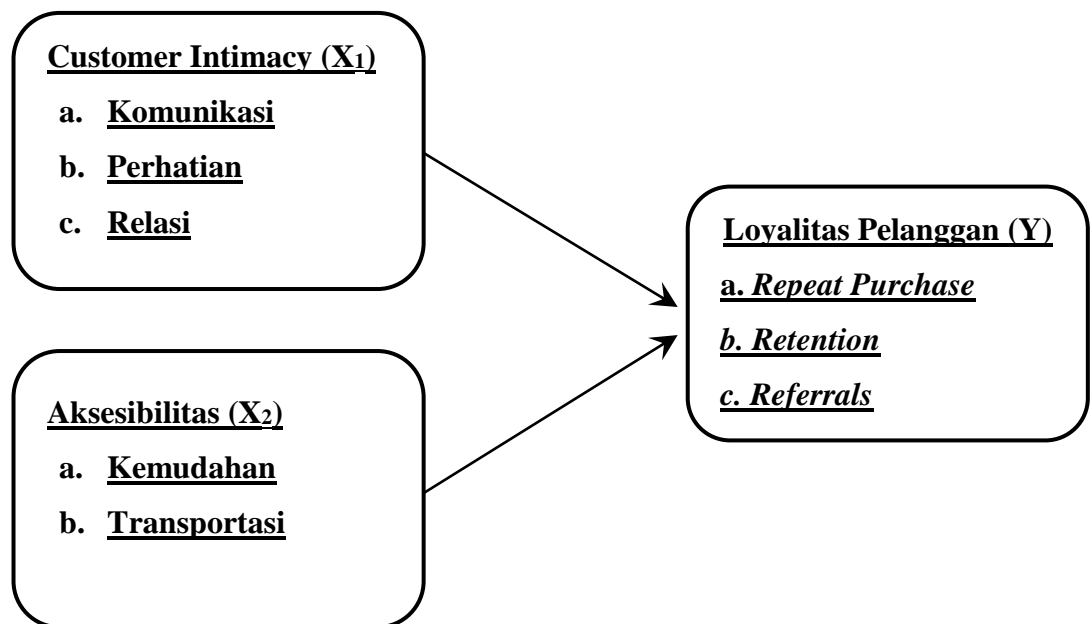 Customer Intimacy (X1)
a. Komunikasi
b. Perhatian
c. Relasi
Aksesibilitas (X2)
a. Kemudahan
b. Transportasi
Loyalitas Pelanggan (Y)
a. Repeat Purchase
b. Retention
c. Referrals